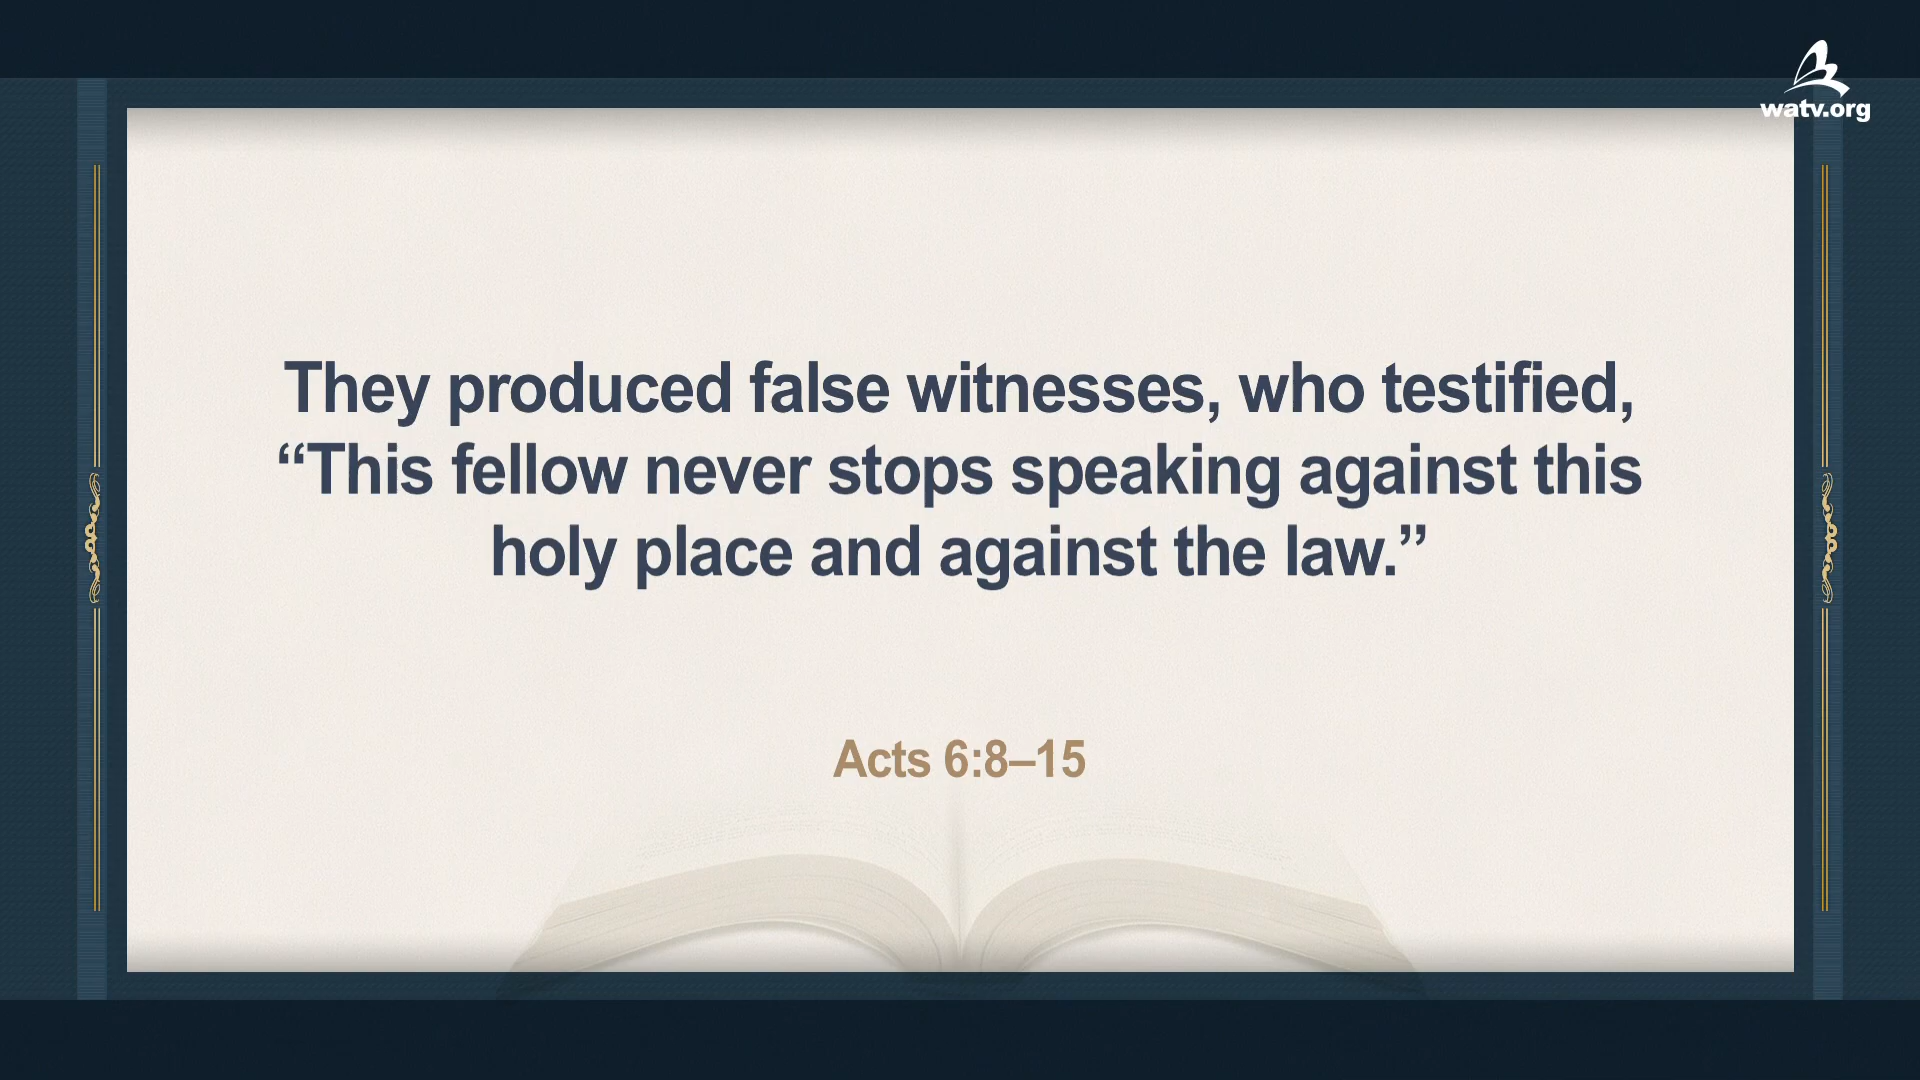 watv.org
They produced false witnesses, who testified,
“This fellow never stops speaking against this
holy place and against the law.”
Acts 6:8–15